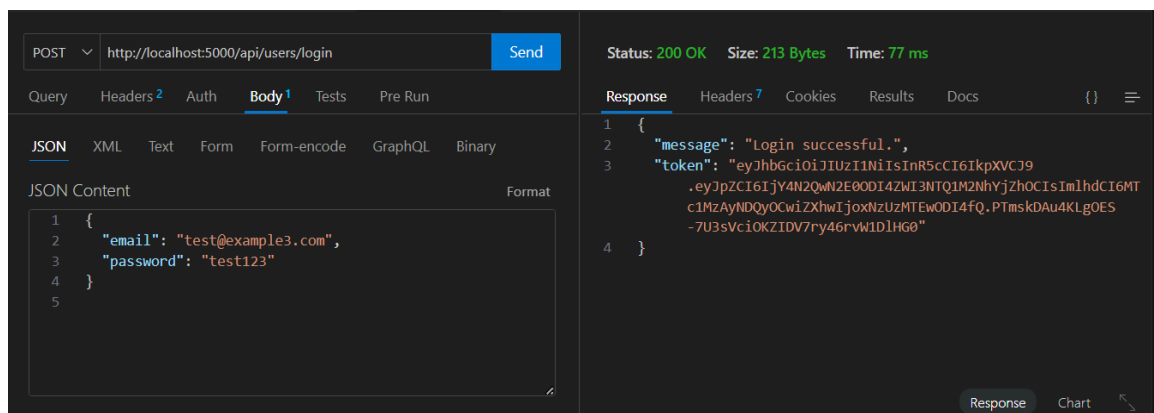 POST http://localhost:5000/api/users/login Send
Query Headers 2 Auth Body 1 Tests Pre Run
JSON XML Text Form Form-encode GraphQL Binary
JSON Content Format
1 {
2 "email": "test@example3.com",
3 "password": "test123"
4 }
5
Status: 200 OK Size: 213 Bytes Time: 77 ms
Response Headers 7 Cookies Results Docs { }
1 {
2 "message": "Login successful.",
3 "token": "eyJhbGciOiJIUzI1NiIsInR5cCI6IkpXVCJ9
.eyJpZCI6IjY4N2QwN2E0ODI4ZWI3NTQ1M2NhYjZhOCIsImlhdCI6MT
c1MzAyNDQyOCwiZXhwIjoxNzUzMTEwODI4fQ.PTmskDAu4KLgOES
-7U3sVciOKZIDV7ry46rvW1DlHG0"
4 }
Response Chart